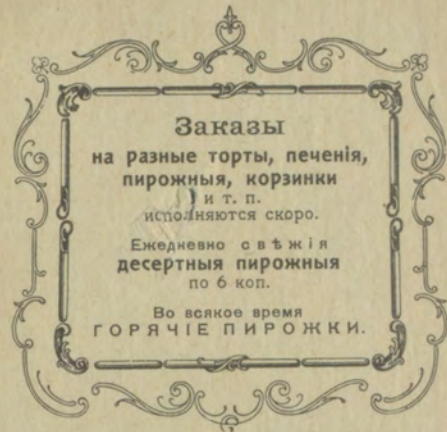 Заказы
на разные торты, печенія,
пирожныя, корзинки
и т. п.
исполняются скоро.
Ежедневно свѣжія
десертныя пирожныя
по 6 коп.
Во всякое время
ГОРЯЧІЕ ПИРОЖКИ.